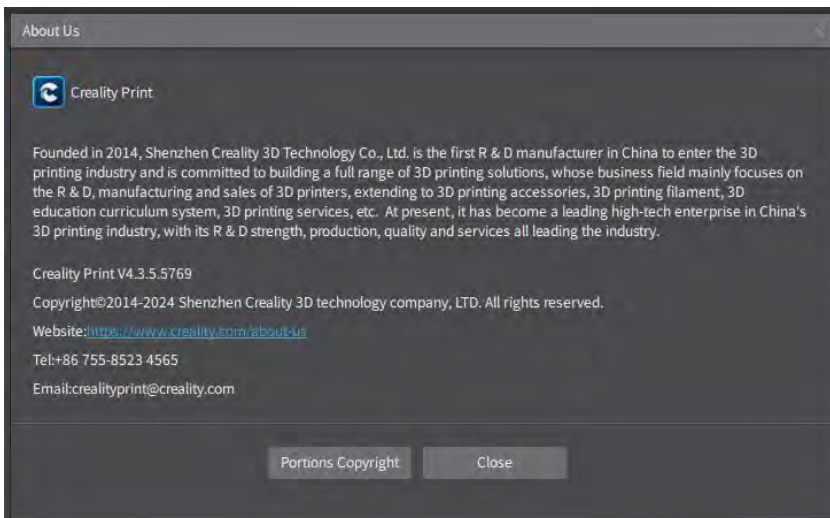 About Us
Creality Print
Founded in 2014, Shenzhen Creality 3D Technology Co., Ltd. is the first R & D manufacturer in China to enter the 3D
printing industry and is committed to building a full range of 3D printing solutions, whose business field mainly focuses on
the R & D, manufacturing and sales of 3D printers, extending to 3D printing accessories, 3D printing filament, 3D
education curriculum system, 3D printing services, etc. At present, it has become a leading high-tech enterprise in China's
3D printing industry, with its R & D strength, production, quality and services all leading the industry.
Creality Print V4.3.5.5769
Copyright©2014-2024 Shenzhen Creality 3D technology company, LTD. All rights reserved.
Website:https://www.creality.com/about-us
Tel:+86 755-8523 4565
Email:crealityprint@creality.com
Portions Copyright Close